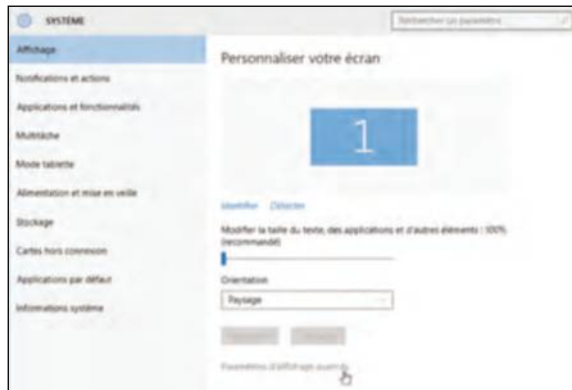 SYSTÈME
Rechercher un paramètre
Affichage
Notifications et actions
Applications et fonctionnalités
Multitâche
Mode tablette
Alimentation et mise en veille
Stockage
Cartes hors connexion
Applications par défaut
Informations système
Personnaliser votre écran
1
Identifier Détecter
Modifier la taille du texte, des applications et d'autres éléments : 100%
(recommandé)
Orientation
Paysage
Paramètres d'affichage avancés